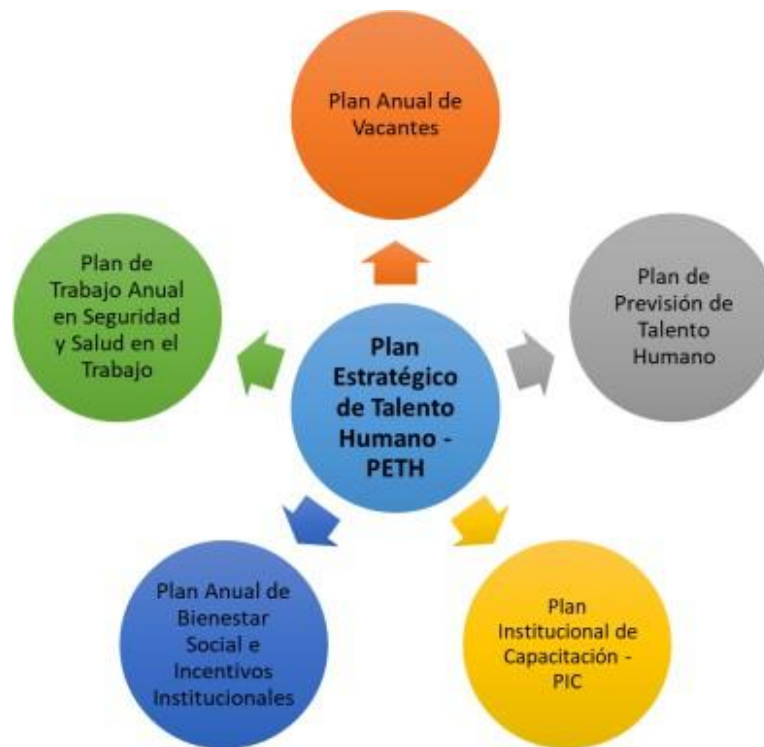 Plan Anual de
Vacantes
Plan de
Trabajo Anual
en Seguridad
y Salud en el
Trabajo
Plan de
Previsión de
Talento
Humano
Plan
Estratégico
de Talento
Humano -
PETH
Plan Anual de
Bienestar
Social e
Incentivos
Institucionales
Plan
Institucional de
Capacitación -
PIC